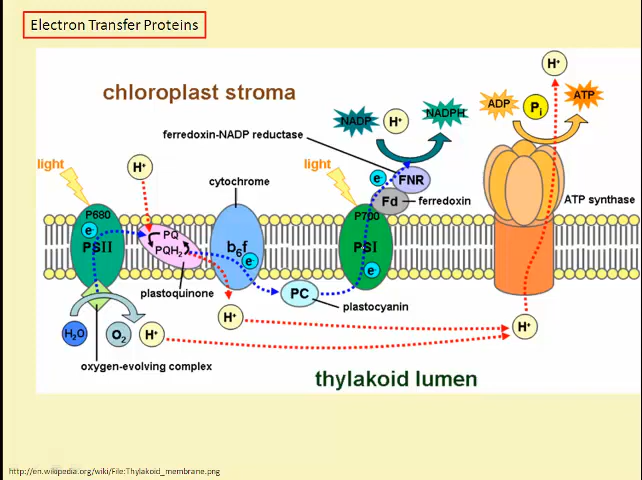 Electron Transfer Proteins
chloroplast stroma
H⁺
NADP
H⁺
NADPH
ADP
Pi
ATP
ferredoxin-NADP reductase
light
H⁺
cytochrome
light
e⁻
FNR
Fd
ferredoxin
ATP synthase
P680
e⁻
PSII
PQ
PQH₂
b₆f
e⁻
P700
PSI
e⁻
plastoquinone
PC
plastocyanin
H₂O
O₂
H⁺
H⁺
H⁺
oxygen-evolving complex
thylakoid lumen
http://en.wikipedia.org/wiki/File:Thylakoid_membrane.png